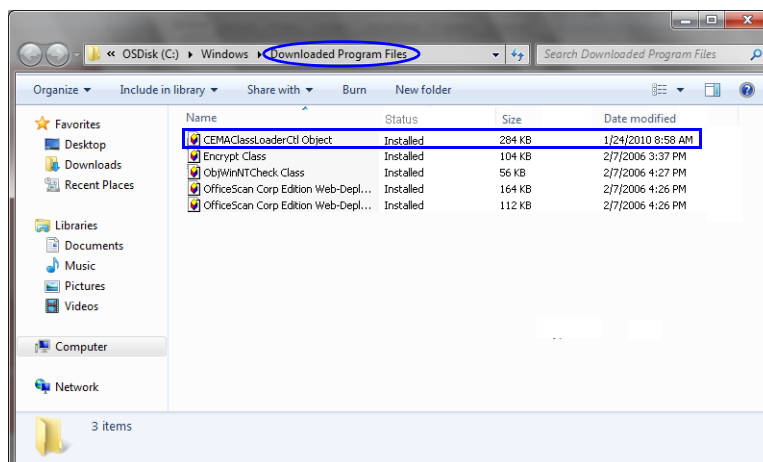 « OSDisk (C:) ▸ Windows ▸ Downloaded Program Files
Search Downloaded Program Files
Organize ▾ Include in library ▾ Share with ▾ Burn New folder
Name Status Size Date modified
CEMAClassLoaderCtl Object Installed 284 KB 1/24/2010 8:58 AM
Encrypt Class Installed 104 KB 2/7/2006 3:37 PM
ObjWinNTCheck Class Installed 56 KB 2/7/2006 4:27 PM
OfficeScan Corp Edition Web-Depl... Installed 164 KB 2/7/2006 4:26 PM
OfficeScan Corp Edition Web-Depl... Installed 112 KB 2/7/2006 4:26 PM
Favorites
Desktop
Downloads
Recent Places
Libraries
Documents
Music
Pictures
Videos
Computer
Network
3 items